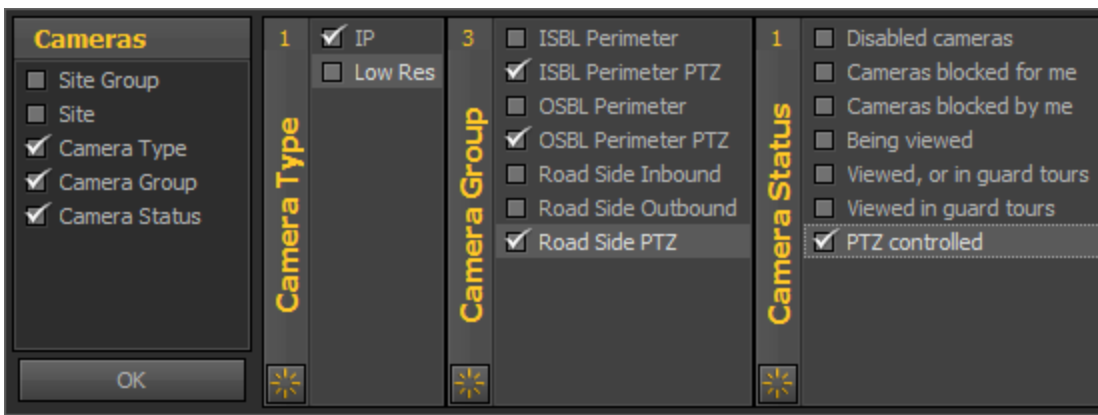 Cameras
Site Group
Site
Camera Type
Camera Group
Camera Status
OK
1
Camera Type
IP
Low Res
3
Camera Group
ISBL Perimeter
ISBL Perimeter PTZ
OSBL Perimeter
OSBL Perimeter PTZ
Road Side Inbound
Road Side Outbound
Road Side PTZ
1
Camera Status
Disabled cameras
Cameras blocked for me
Cameras blocked by me
Being viewed
Viewed, or in guard tours
Viewed in guard tours
PTZ controlled